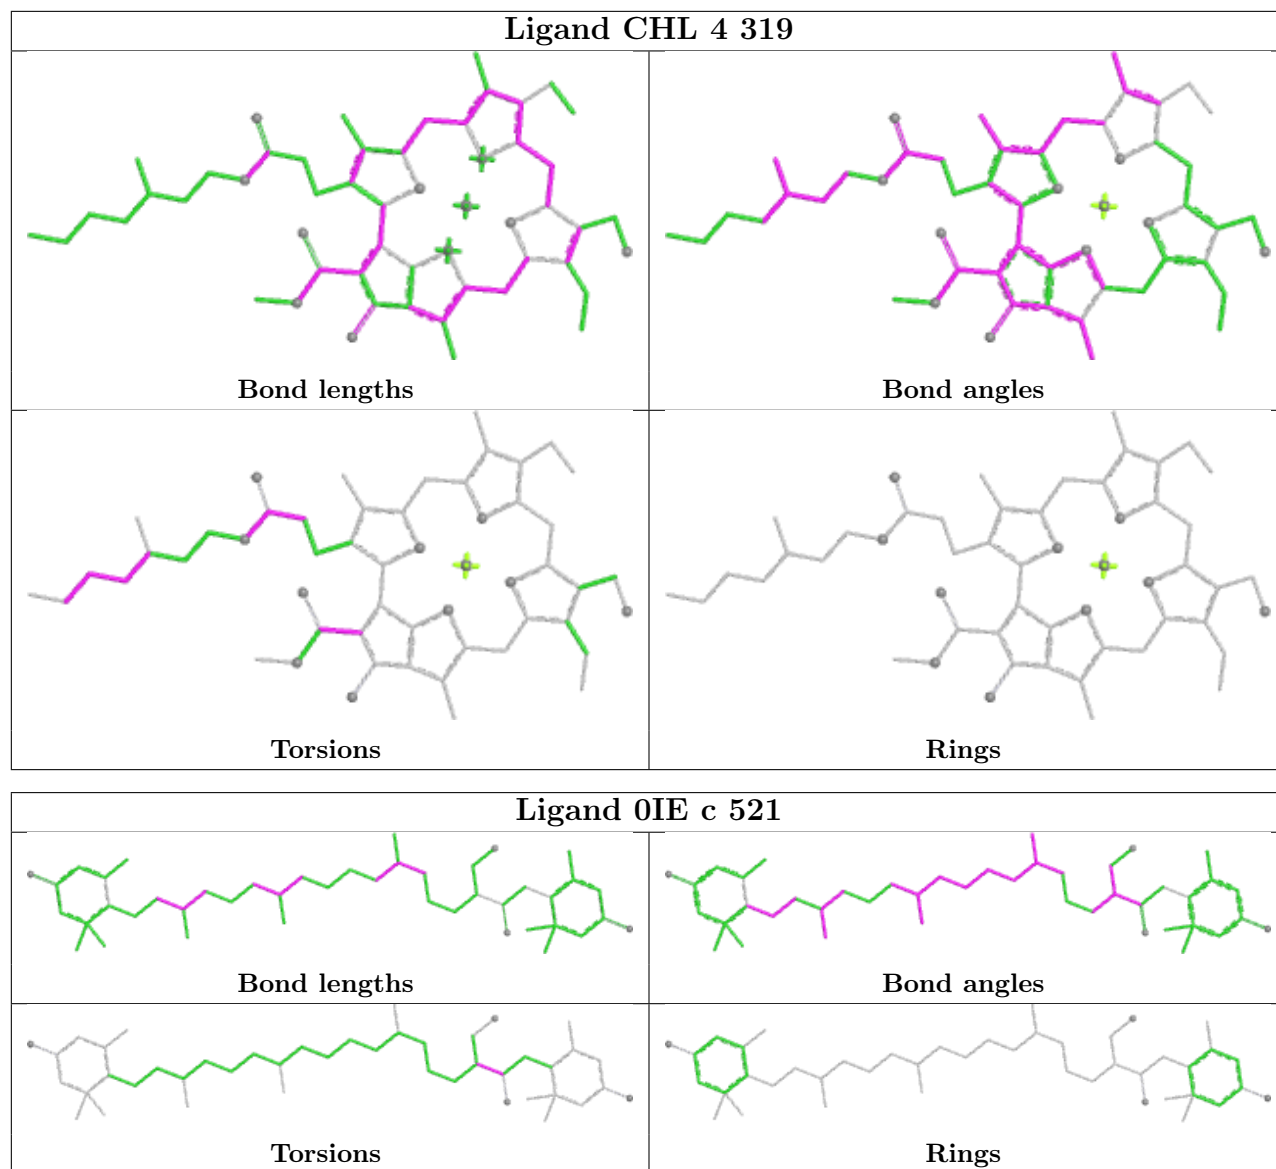 Ligand CHL 4 319
Bond lengths
Bond angles
Torsions
Rings
Ligand 0IE c 521
Bond lengths
Bond angles
Torsions
Rings